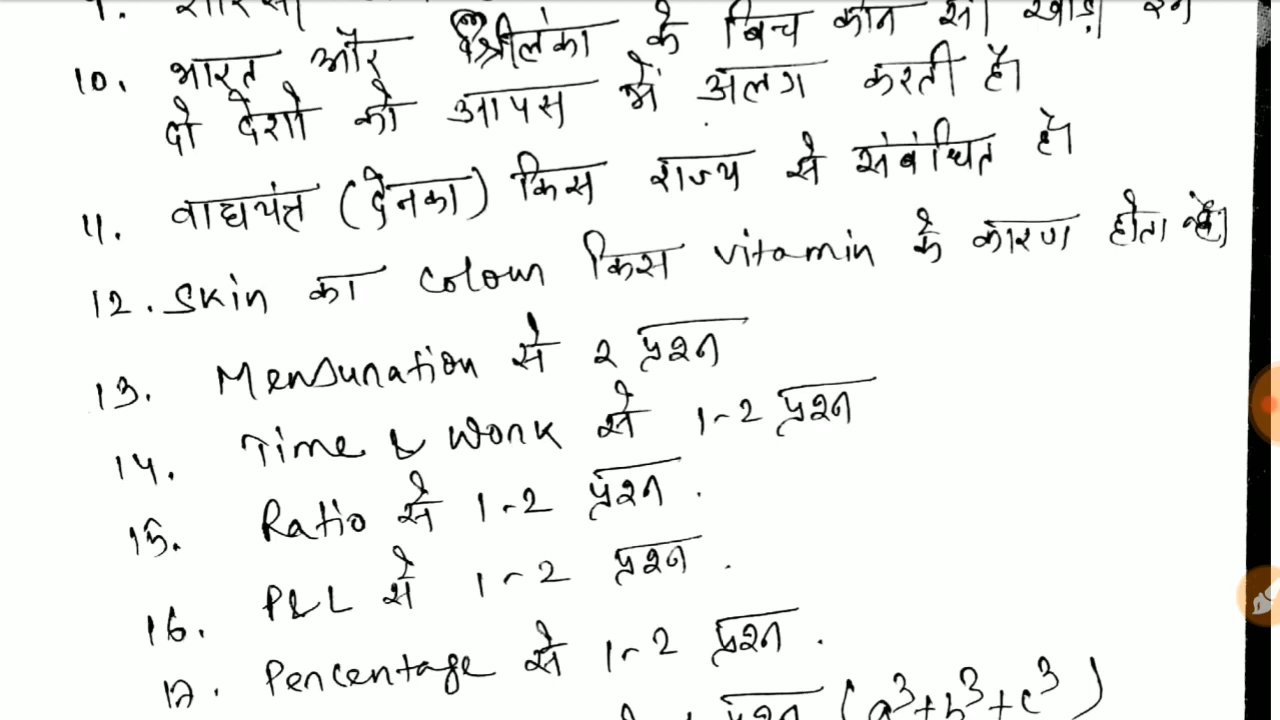 10. भारत और श्रीलंका के बिच कौन सी खाड़ी इन
दो देशो को आपस में अलग करती हैं।
11. वाद्ययंत्र (देनका) किस राज्य से संबंधित हैं।
12. Skin का colour किस vitamin के कारण होता है।
13. Mensuration से २ प्रश्न
14. Time & Work से 1-2 प्रश्न
15. Ratio से 1-2 प्रश्न.
16. P&L से 1-2 प्रश्न.
17. Percentage से 1-2 प्रश्न.
प्रश्न (a³+b³+c³)